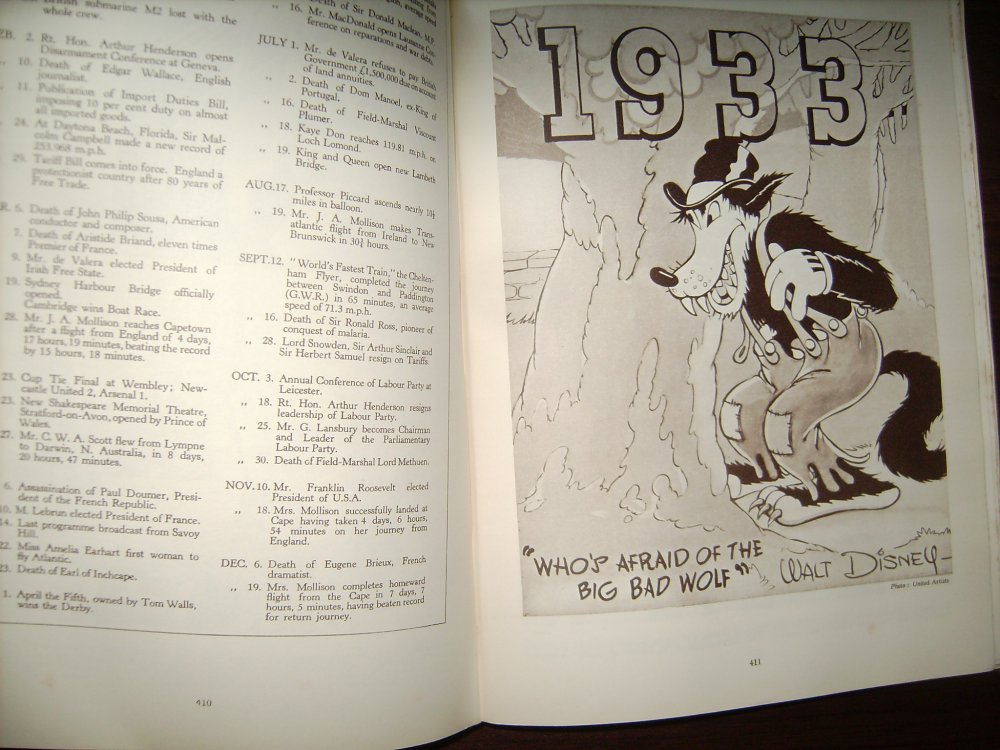 British submarine M2 lost with the
whole crew.
2. Rt. Hon. Arthur Henderson opens
Disarmament Conference at Geneva.
10. Death of Edgar Wallace, English
journalist.
11. Publication of Import Duties Bill,
imposing 10 per cent duty on almost
all imported goods.
24. At Daytona Beach, Florida, Sir Mal-
colm Campbell made a new record of
253.968 m.p.h.
29. Tariff Bill comes into force. England a
protectionist country after 80 years of
Free Trade.
6. Death of John Philip Sousa, American
conductor and composer.
7. Death of Aristide Briand, eleven times
Premier of France.
9. Mr. de Valera elected President of
Irish Free State.
19. Sydney Harbour Bridge officially
opened.
Cambridge wins Boat Race.
28. Mr. J. A. Mollison reaches Capetown
after a flight from England of 4 days,
17 hours, 19 minutes, beating the record
by 15 hours, 18 minutes.
23. Cup Tie Final at Wembley; New-
castle United 2, Arsenal 1.
23. New Shakespeare Memorial Theatre,
Stratford-on-Avon, opened by Prince of
Wales.
27. Mr. C. W. A. Scott flew from Lympne
to Darwin, N. Australia, in 8 days,
20 hours, 47 minutes.
6. Assassination of Paul Doumer, Presi-
dent of the French Republic.
10. M. Lebrun elected President of France.
14. Last programme broadcast from Savoy
Hill.
22. Miss Amelia Earhart first woman to
fly Atlantic.
23. Death of Earl of Inchcape.
1. April the Fifth, owned by Tom Walls,
wins the Derby.
Death of Sir Donald Maclean, M.P.
„ 16. Mr. MacDonald opens Lausanne Con-
ference on reparations and war debts.
JULY 1. Mr. de Valera refuses to pay British
Government £1,500,000 due on account
of land annuities.
„ 2. Death of Dom Manoel, ex-King of
Portugal.
„ 16. Death of Field-Marshal Viscount
Plumer.
„ 18. Kaye Don reaches 119.81 m.p.h. on
Loch Lomond.
„ 19. King and Queen open new Lambeth
Bridge.
AUG. 17. Professor Piccard ascends nearly 10½
miles in balloon.
„ 19. Mr. J. A. Mollison makes Trans-
atlantic flight from Ireland to New
Brunswick in 30¾ hours.
SEPT. 12. "World's Fastest Train," the Chelten-
ham Flyer, completed the journey
between Swindon and Paddington
(G.W.R.) in 65 minutes, an average
speed of 71.3 m.p.h.
„ 16. Death of Sir Ronald Ross, pioneer of
conquest of malaria.
„ 28. Lord Snowden, Sir Arthur Sinclair and
Sir Herbert Samuel resign on Tariffs.
OCT. 3. Annual Conference of Labour Party at
Leicester.
„ 18. Rt. Hon. Arthur Henderson resigns
leadership of Labour Party.
„ 25. Mr. G. Lansbury becomes Chairman
and Leader of the Parliamentary
Labour Party.
„ 30. Death of Field-Marshal Lord Methuen.
NOV. 10. Mr. Franklin Roosevelt elected
President of U.S.A.
„ 18. Mrs. Mollison successfully landed at
Cape having taken 4 days, 6 hours,
54 minutes on her journey from
England.
DEC. 6. Death of Eugene Brieux, French
dramatist.
„ 19. Mrs. Mollison completes homeward
flight from the Cape in 7 days, 7
hours, 5 minutes, having beaten record
for return journey.
410
1933
"WHO'S AFRAID OF THE
BIG BAD WOLF"
WALT DISNEY
Photo : United Artists
411